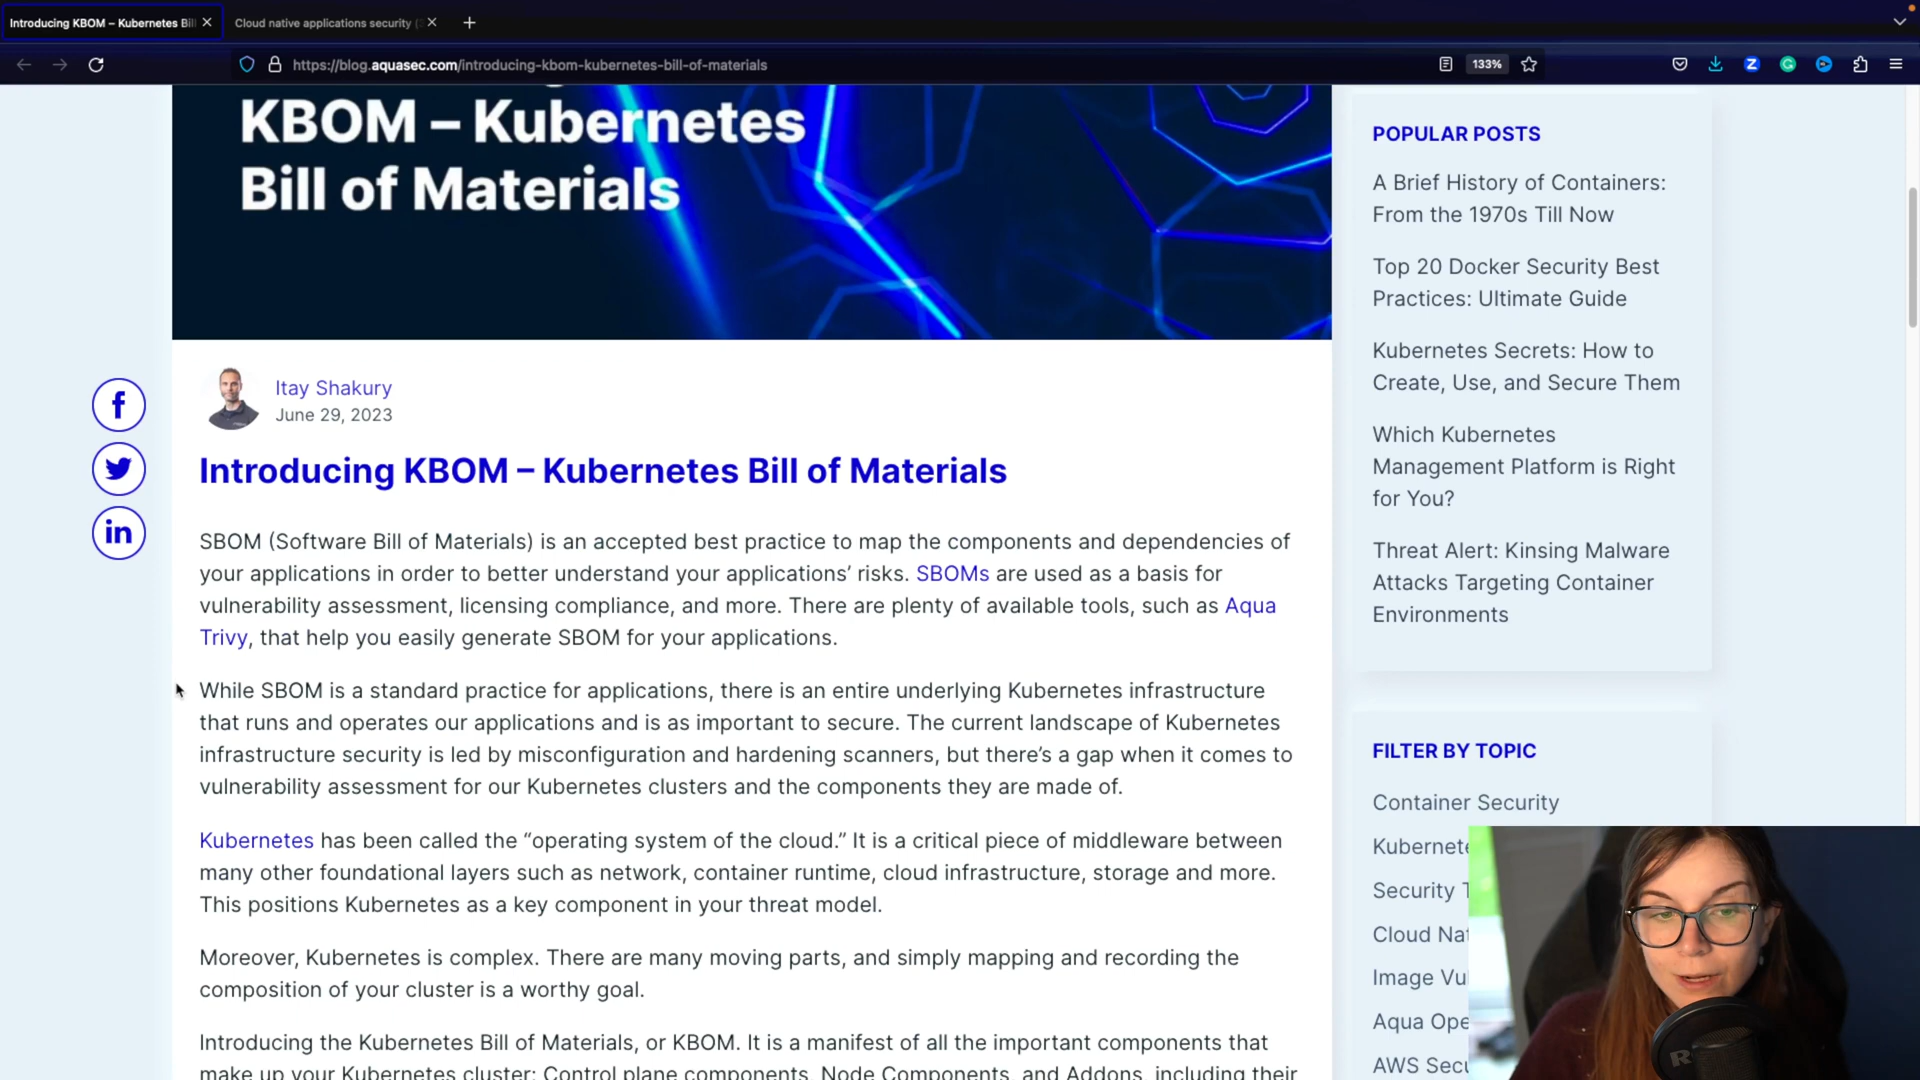 Introducing KBOM – Kubernetes Bil
Cloud native applications security (
https://blog.aquasec.com/introducing-kbom-kubernetes-bill-of-materials
133%
KBOM – Kubernetes
Bill of Materials
Itay Shakury
June 29, 2023
Introducing KBOM – Kubernetes Bill of Materials
SBOM (Software Bill of Materials) is an accepted best practice to map the components and dependencies of
your applications in order to better understand your applications’ risks. SBOMs are used as a basis for
vulnerability assessment, licensing compliance, and more. There are plenty of available tools, such as Aqua
Trivy, that help you easily generate SBOM for your applications.
While SBOM is a standard practice for applications, there is an entire underlying Kubernetes infrastructure
that runs and operates our applications and is as important to secure. The current landscape of Kubernetes
infrastructure security is led by misconfiguration and hardening scanners, but there’s a gap when it comes to
vulnerability assessment for our Kubernetes clusters and the components they are made of.
Kubernetes has been called the “operating system of the cloud.” It is a critical piece of middleware between
many other foundational layers such as network, container runtime, cloud infrastructure, storage and more.
This positions Kubernetes as a key component in your threat model.
Moreover, Kubernetes is complex. There are many moving parts, and simply mapping and recording the
composition of your cluster is a worthy goal.
Introducing the Kubernetes Bill of Materials, or KBOM. It is a manifest of all the important components that
make up your Kubernetes cluster: Control plane components, Node Components, and Addons, including their
POPULAR POSTS
A Brief History of Containers:
From the 1970s Till Now
Top 20 Docker Security Best
Practices: Ultimate Guide
Kubernetes Secrets: How to
Create, Use, and Secure Them
Which Kubernetes
Management Platform is Right
for You?
Threat Alert: Kinsing Malware
Attacks Targeting Container
Environments
FILTER BY TOPIC
Container Security
Kubernete
Security T
Cloud Nat
Image Vu
Aqua Ope
AWS Secu